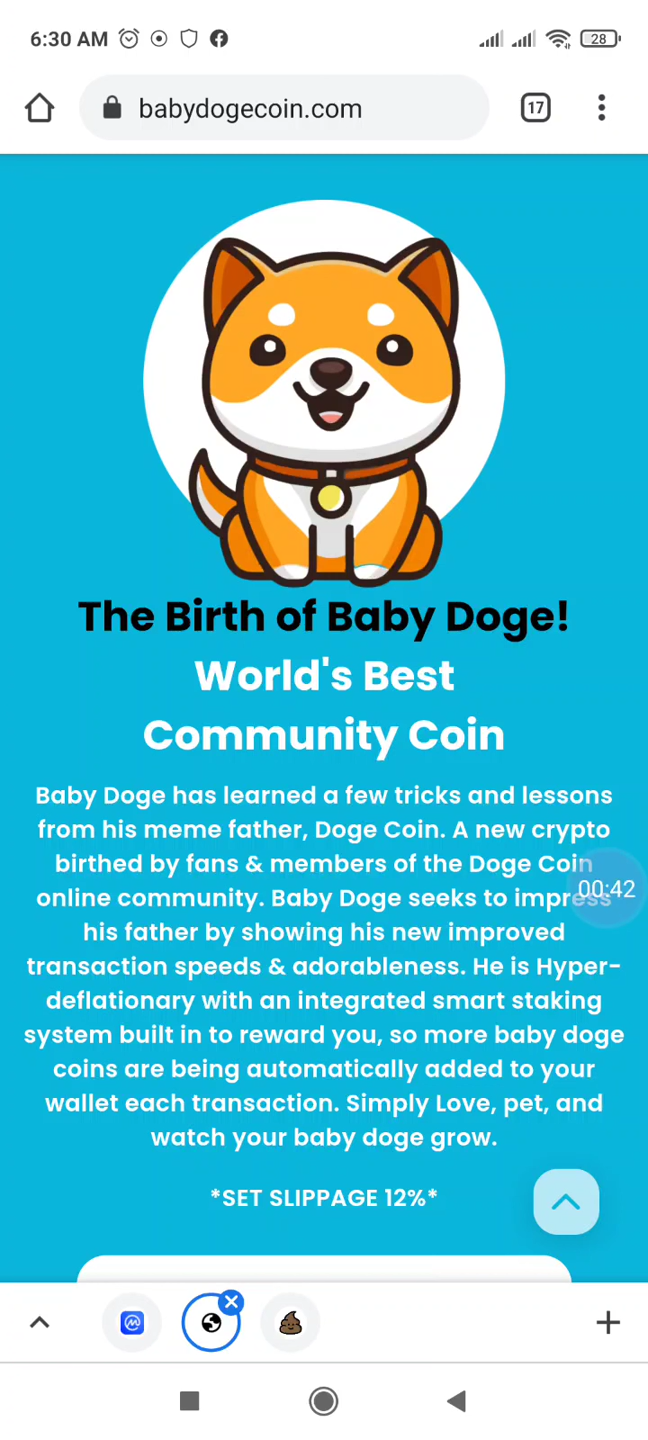 6:30 AM
28
babydogecoin.com
17
The Birth of Baby Doge!
World's Best
Community Coin
Baby Doge has learned a few tricks and lessons
from his meme father, Doge Coin. A new crypto
birthed by fans & members of the Doge Coin
online community. Baby Doge seeks to impress
00:42
his father by showing his new improved
transaction speeds & adorableness. He is Hyper-
deflationary with an integrated smart staking
system built in to reward you, so more baby doge
coins are being automatically added to your
wallet each transaction. Simply Love, pet, and
watch your baby doge grow.
*SET SLIPPAGE 12%*